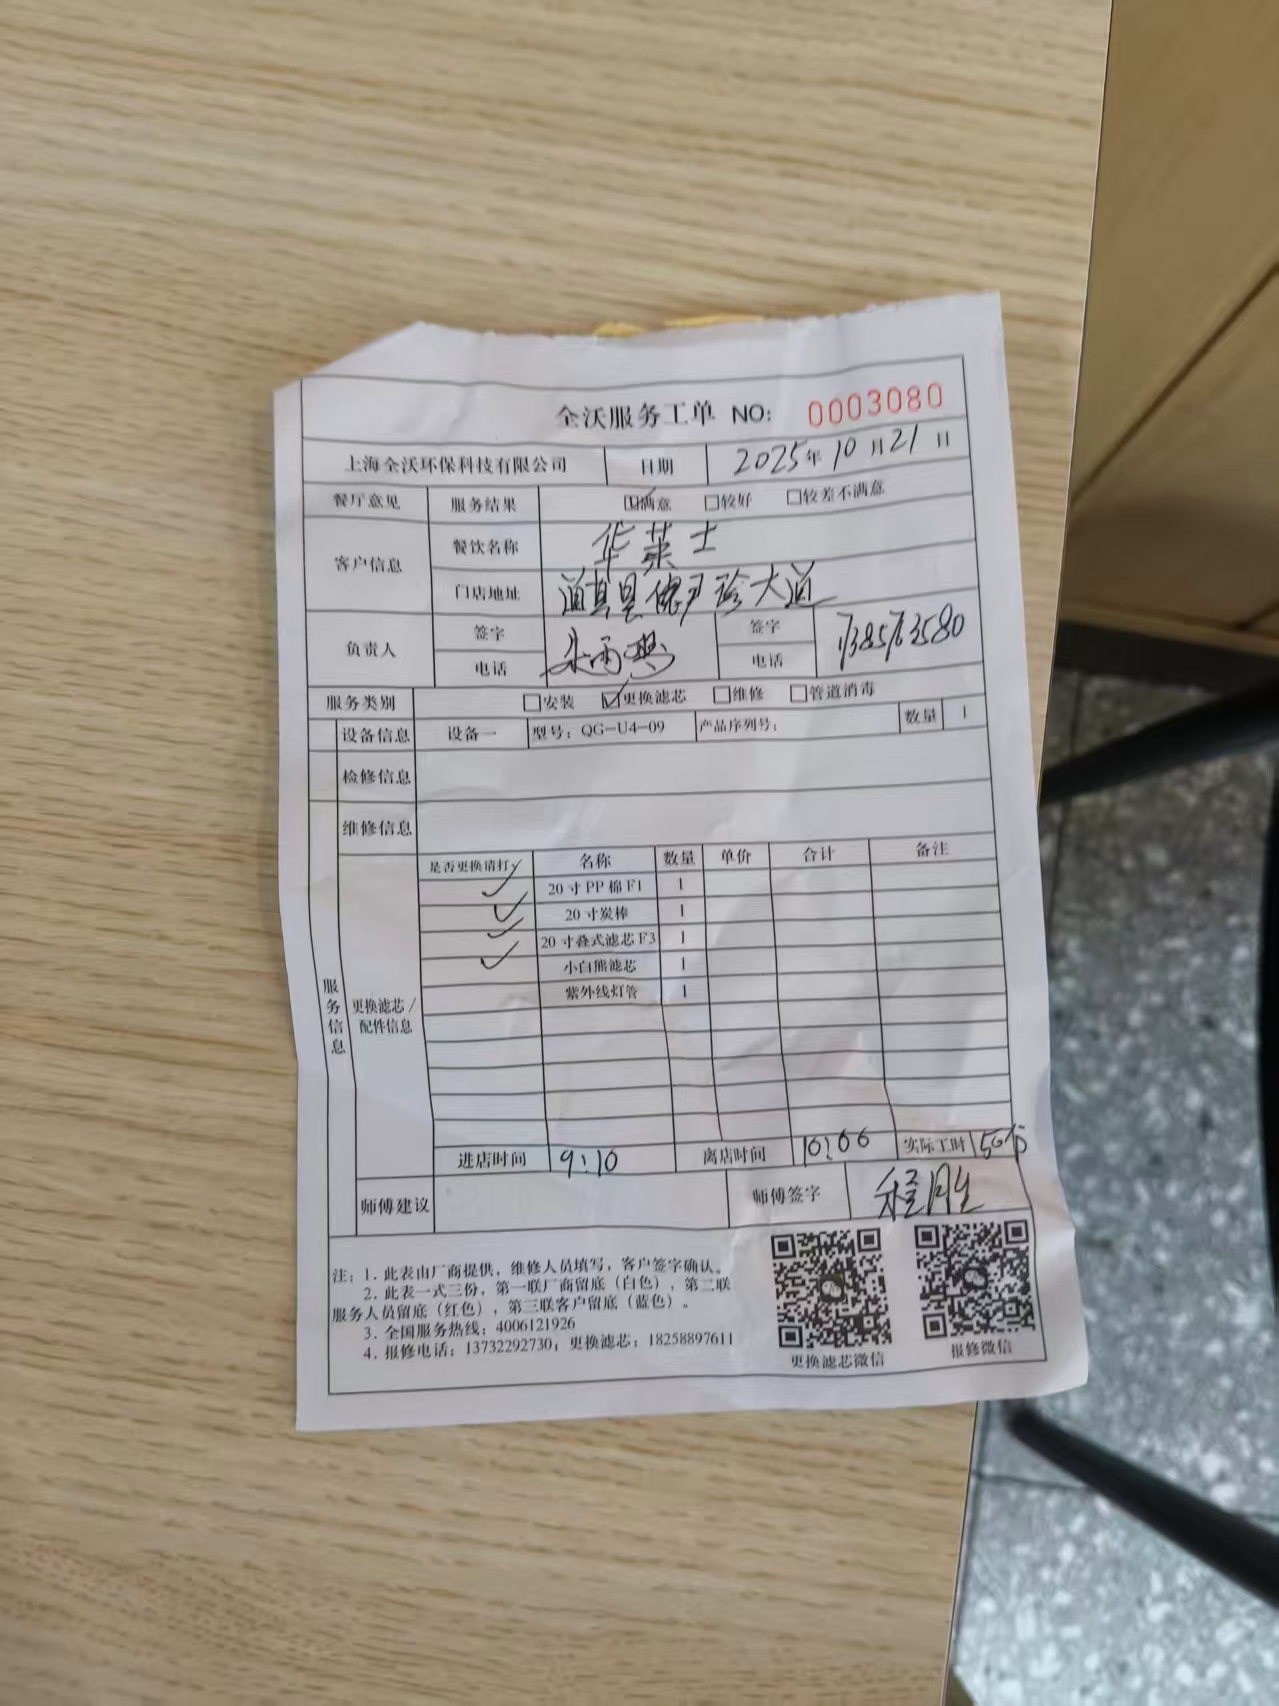 全沃服务工单 NO: 0003080
上海全沃环保科技有限公司 日期 2025年10月21日
餐厅意见 服务结果 ☑满意 □较好 □较差不满意
客户信息 餐饮名称 华莱士
门店地址 道真县 尹珍大道
负责人 签字 电话 签字 电话
服务类别 □安装 ☑更换滤芯 □维修 □管道消毒
设备信息 设备一 型号：QG-U4-09 产品序列号： 数量 1
检修信息
维修信息
是否更换请打✓ 名称 数量 单价 合计 备注
✓ 20寸PP棉F1 1
✓ 20寸炭棒 1
✓ 20寸叠式滤芯F3 1
✓ 小白熊滤芯 1
紫外线灯管 1
服务信息
更换滤芯/
配件信息
进店时间 9:10 离店时间 10:00 实际工时 50分
师傅建议 师傅签字 程胜
注：1. 此表由厂商提供，维修人员填写，客户签字确认。
2. 此表一式三份，第一联厂商留底（白色），第二联
服务人员留底（红色），第三联客户留底（蓝色）。
3. 全国服务热线：4006121926
4. 报修电话：13732292730；更换滤芯：18258897611
更换滤芯微信 报修微信